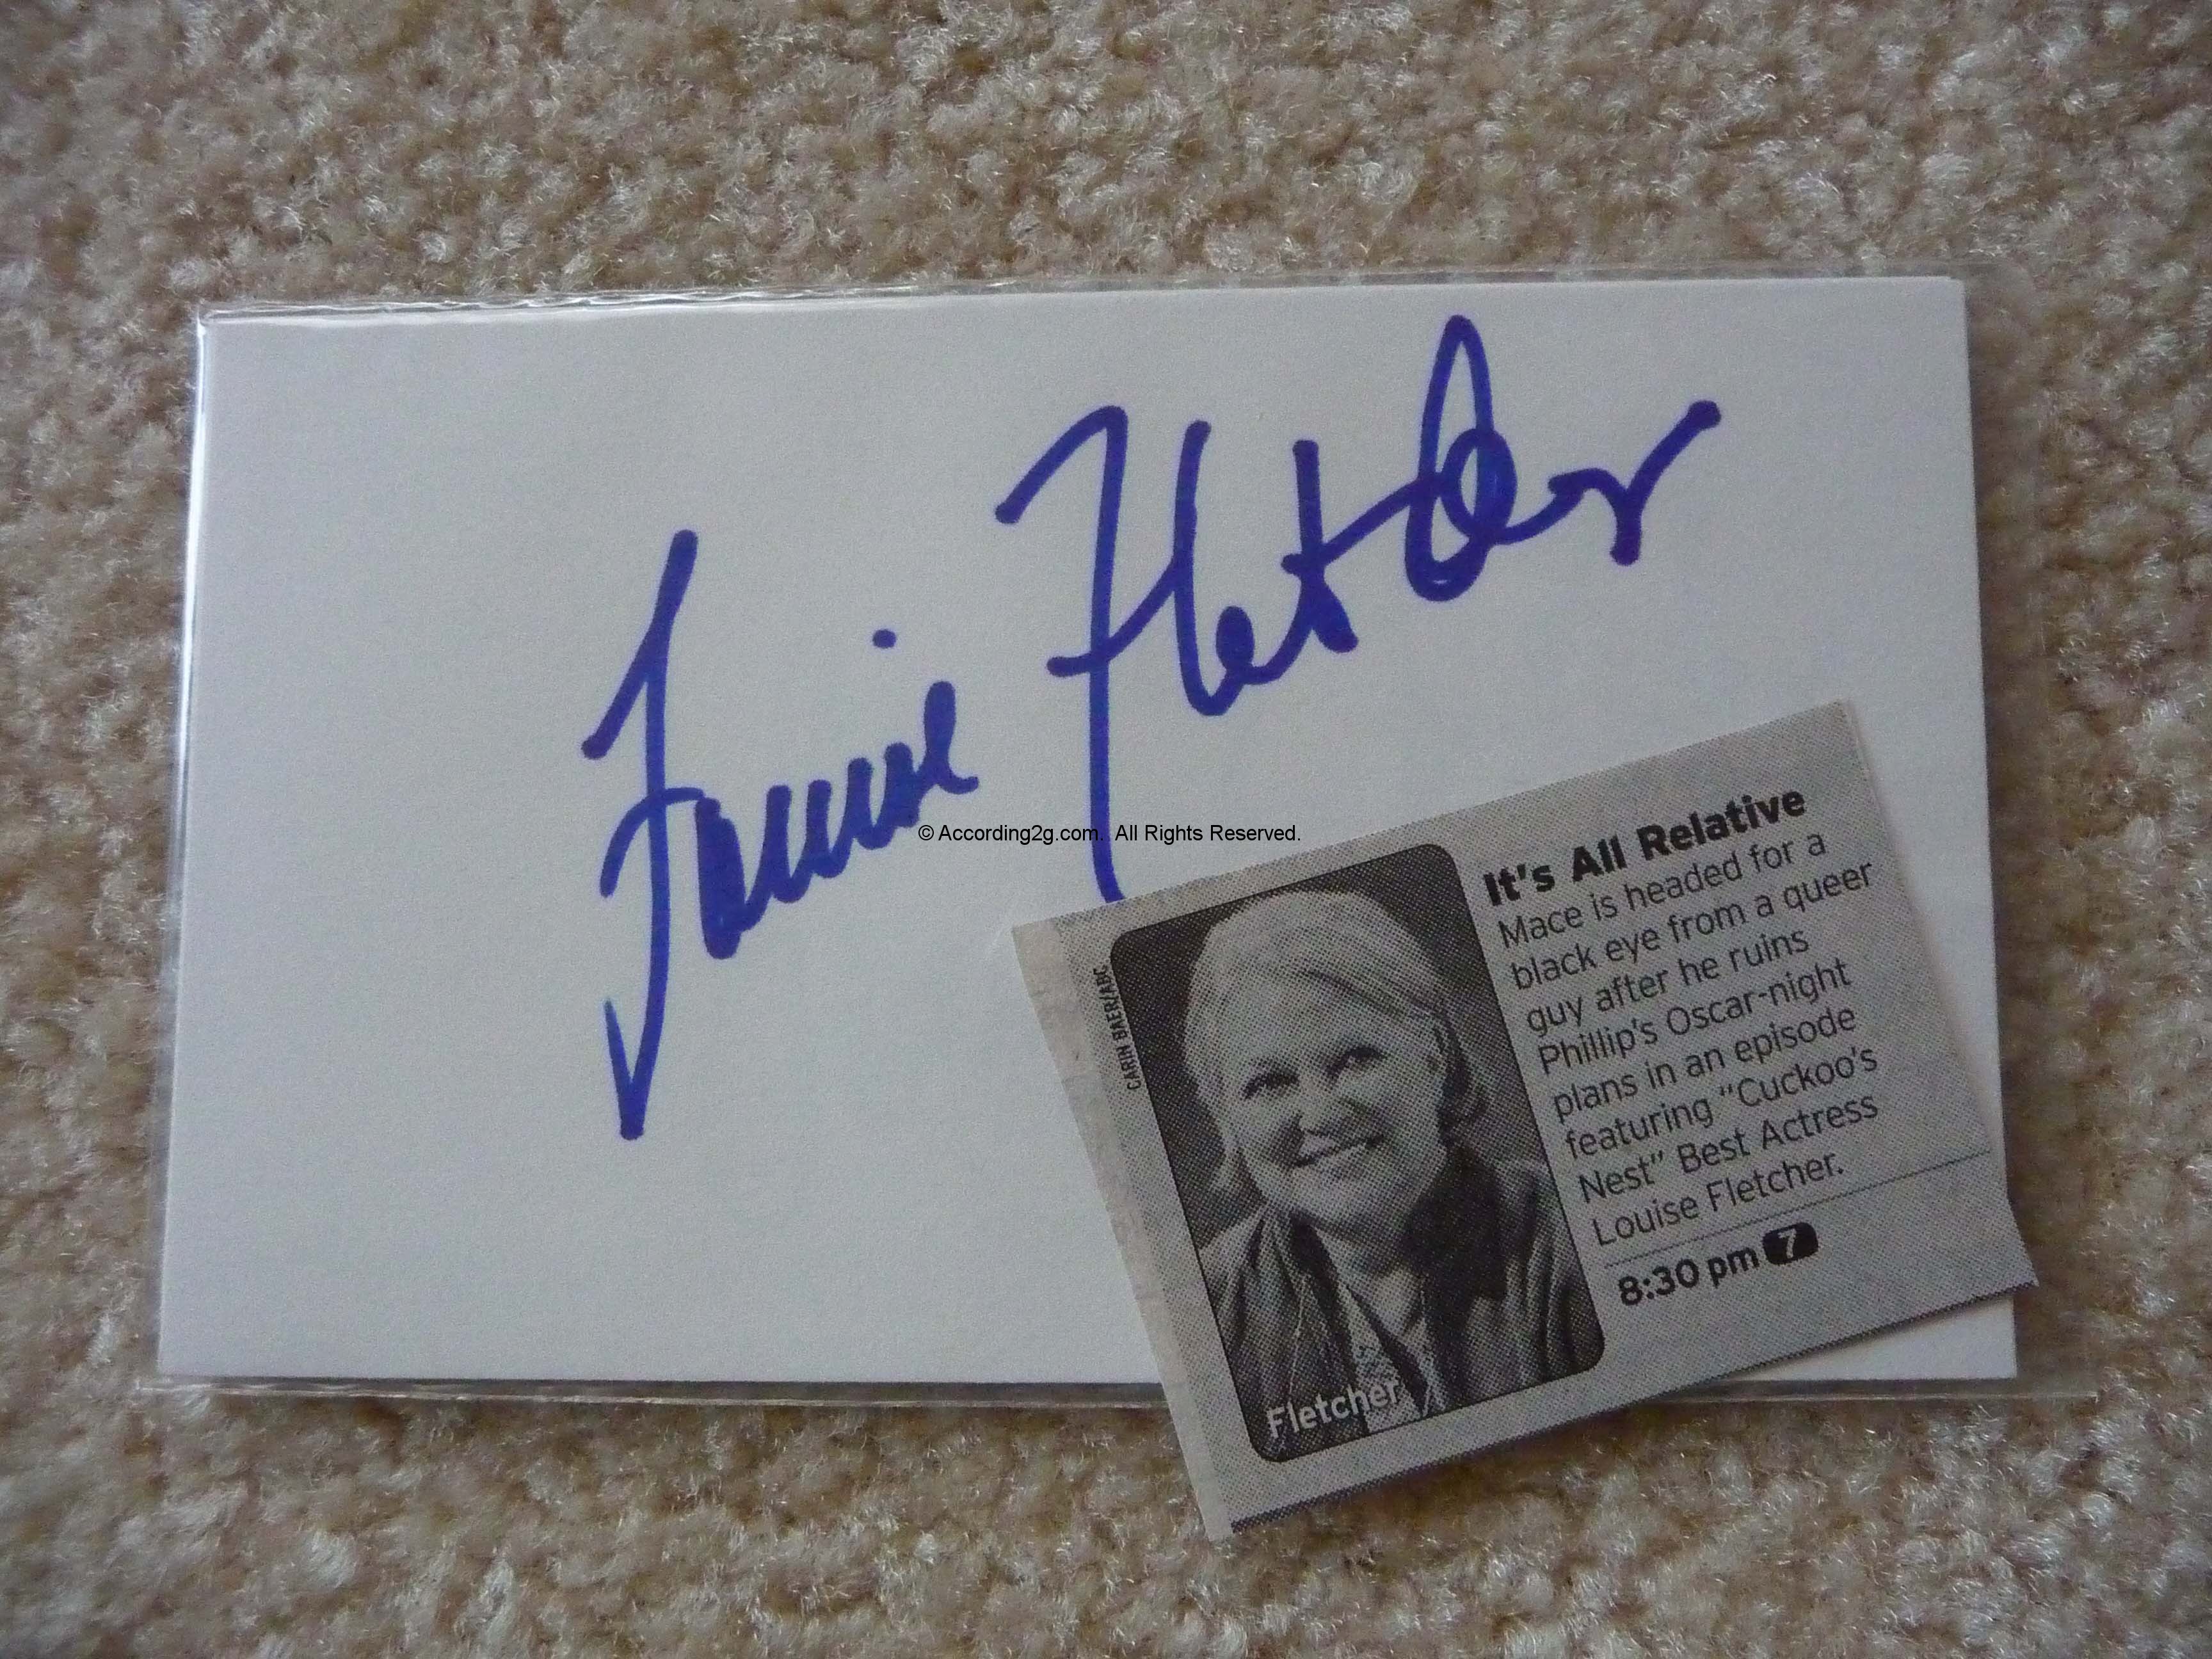 Louise Fletcher
© According2g.com. All Rights Reserved.
It's All Relative
Mace is headed for a
black eye from a queer
guy after he ruins
Phillip's Oscar-night
plans in an episode
featuring "Cuckoo's
Nest" Best Actress
Louise Fletcher.
8:30 pm 7
CARIN BAER/ABC
Fletcher